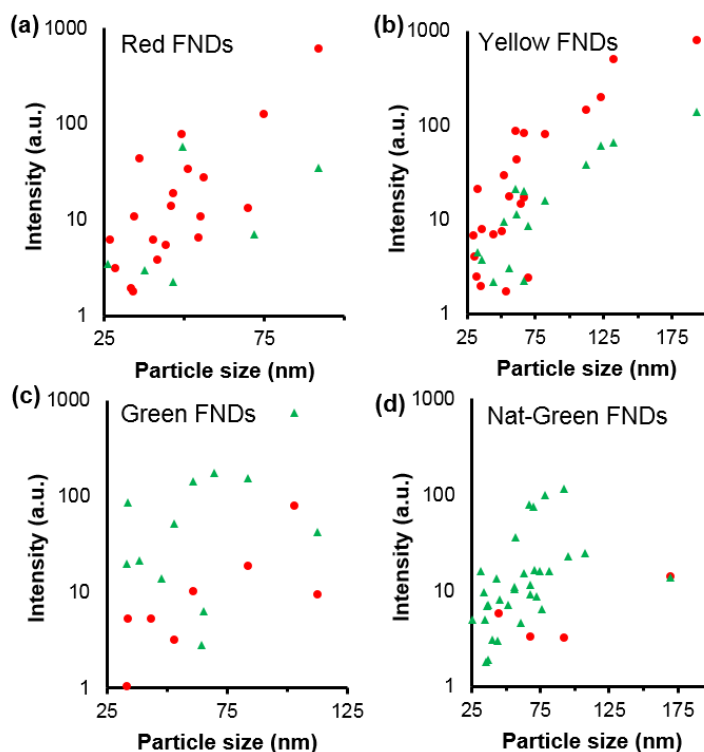 (a)
Red FNDs
1000
100
10
1
Intensity (a.u.)
25
75
Particle size (nm)
(b)
Yellow FNDs
1000
100
10
1
Intensity (a.u.)
25
75
125
175
Particle size (nm)
(c)
Green FNDs
1000
100
10
1
Intensity (a.u.)
25
75
125
Particle size (nm)
(d)
Nat-Green FNDs
1000
100
10
1
Intensity (a.u.)
25
75
125
175
Particle size (nm)